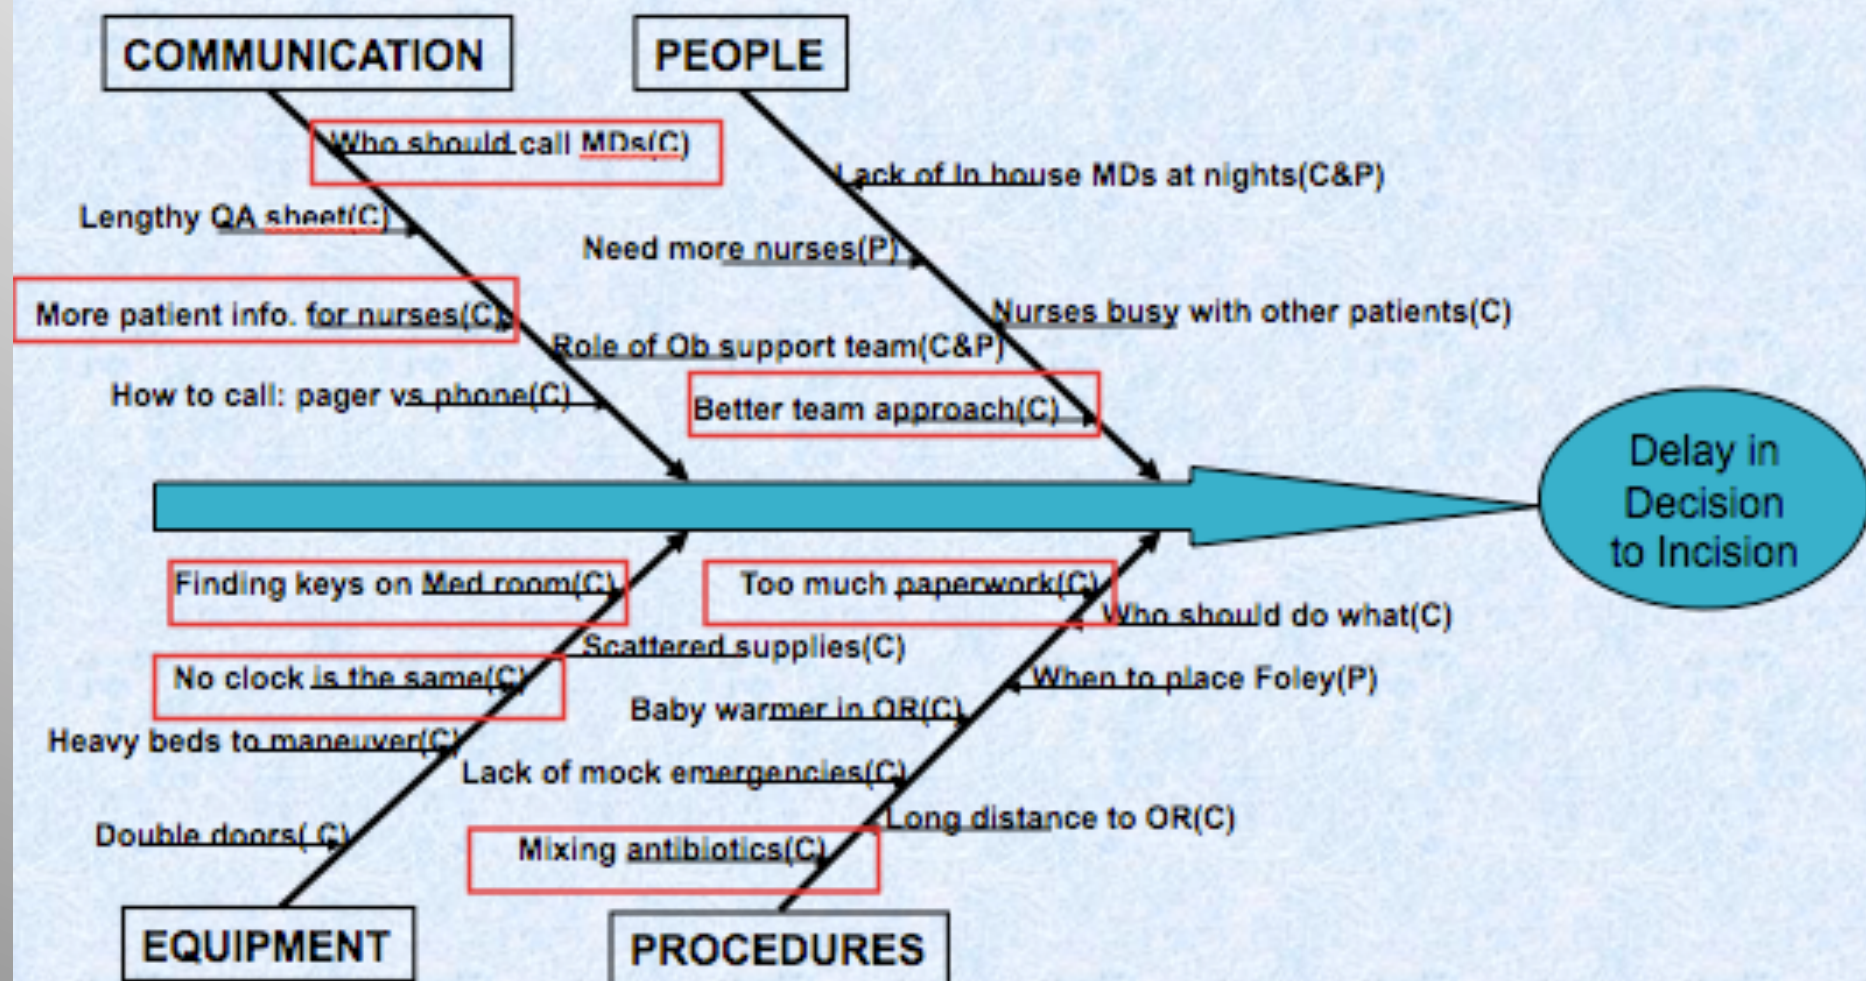 COMMUNICATION
PEOPLE
Who should call MDs(C)
Lack of In house MDs at nights(C&P)
Lengthy QA sheet(C)
Need more nurses(P)
More patient info. for nurses(C)
Nurses busy with other patients(C)
Role of Ob support team(C&P)
How to call: pager vs phone(C)
Better team approach(C)
Delay in
Decision
to Incision
Finding keys on Med room(C)
Too much paperwork(C)
Who should do what(C)
Scattered supplies(C)
No clock is the same(C)
When to place Foley(P)
Baby warmer in OR(C)
Heavy beds to maneuver(C)
Lack of mock emergencies(C)
Long distance to OR(C)
Double doors( C)
Mixing antibiotics(C)
EQUIPMENT
PROCEDURES